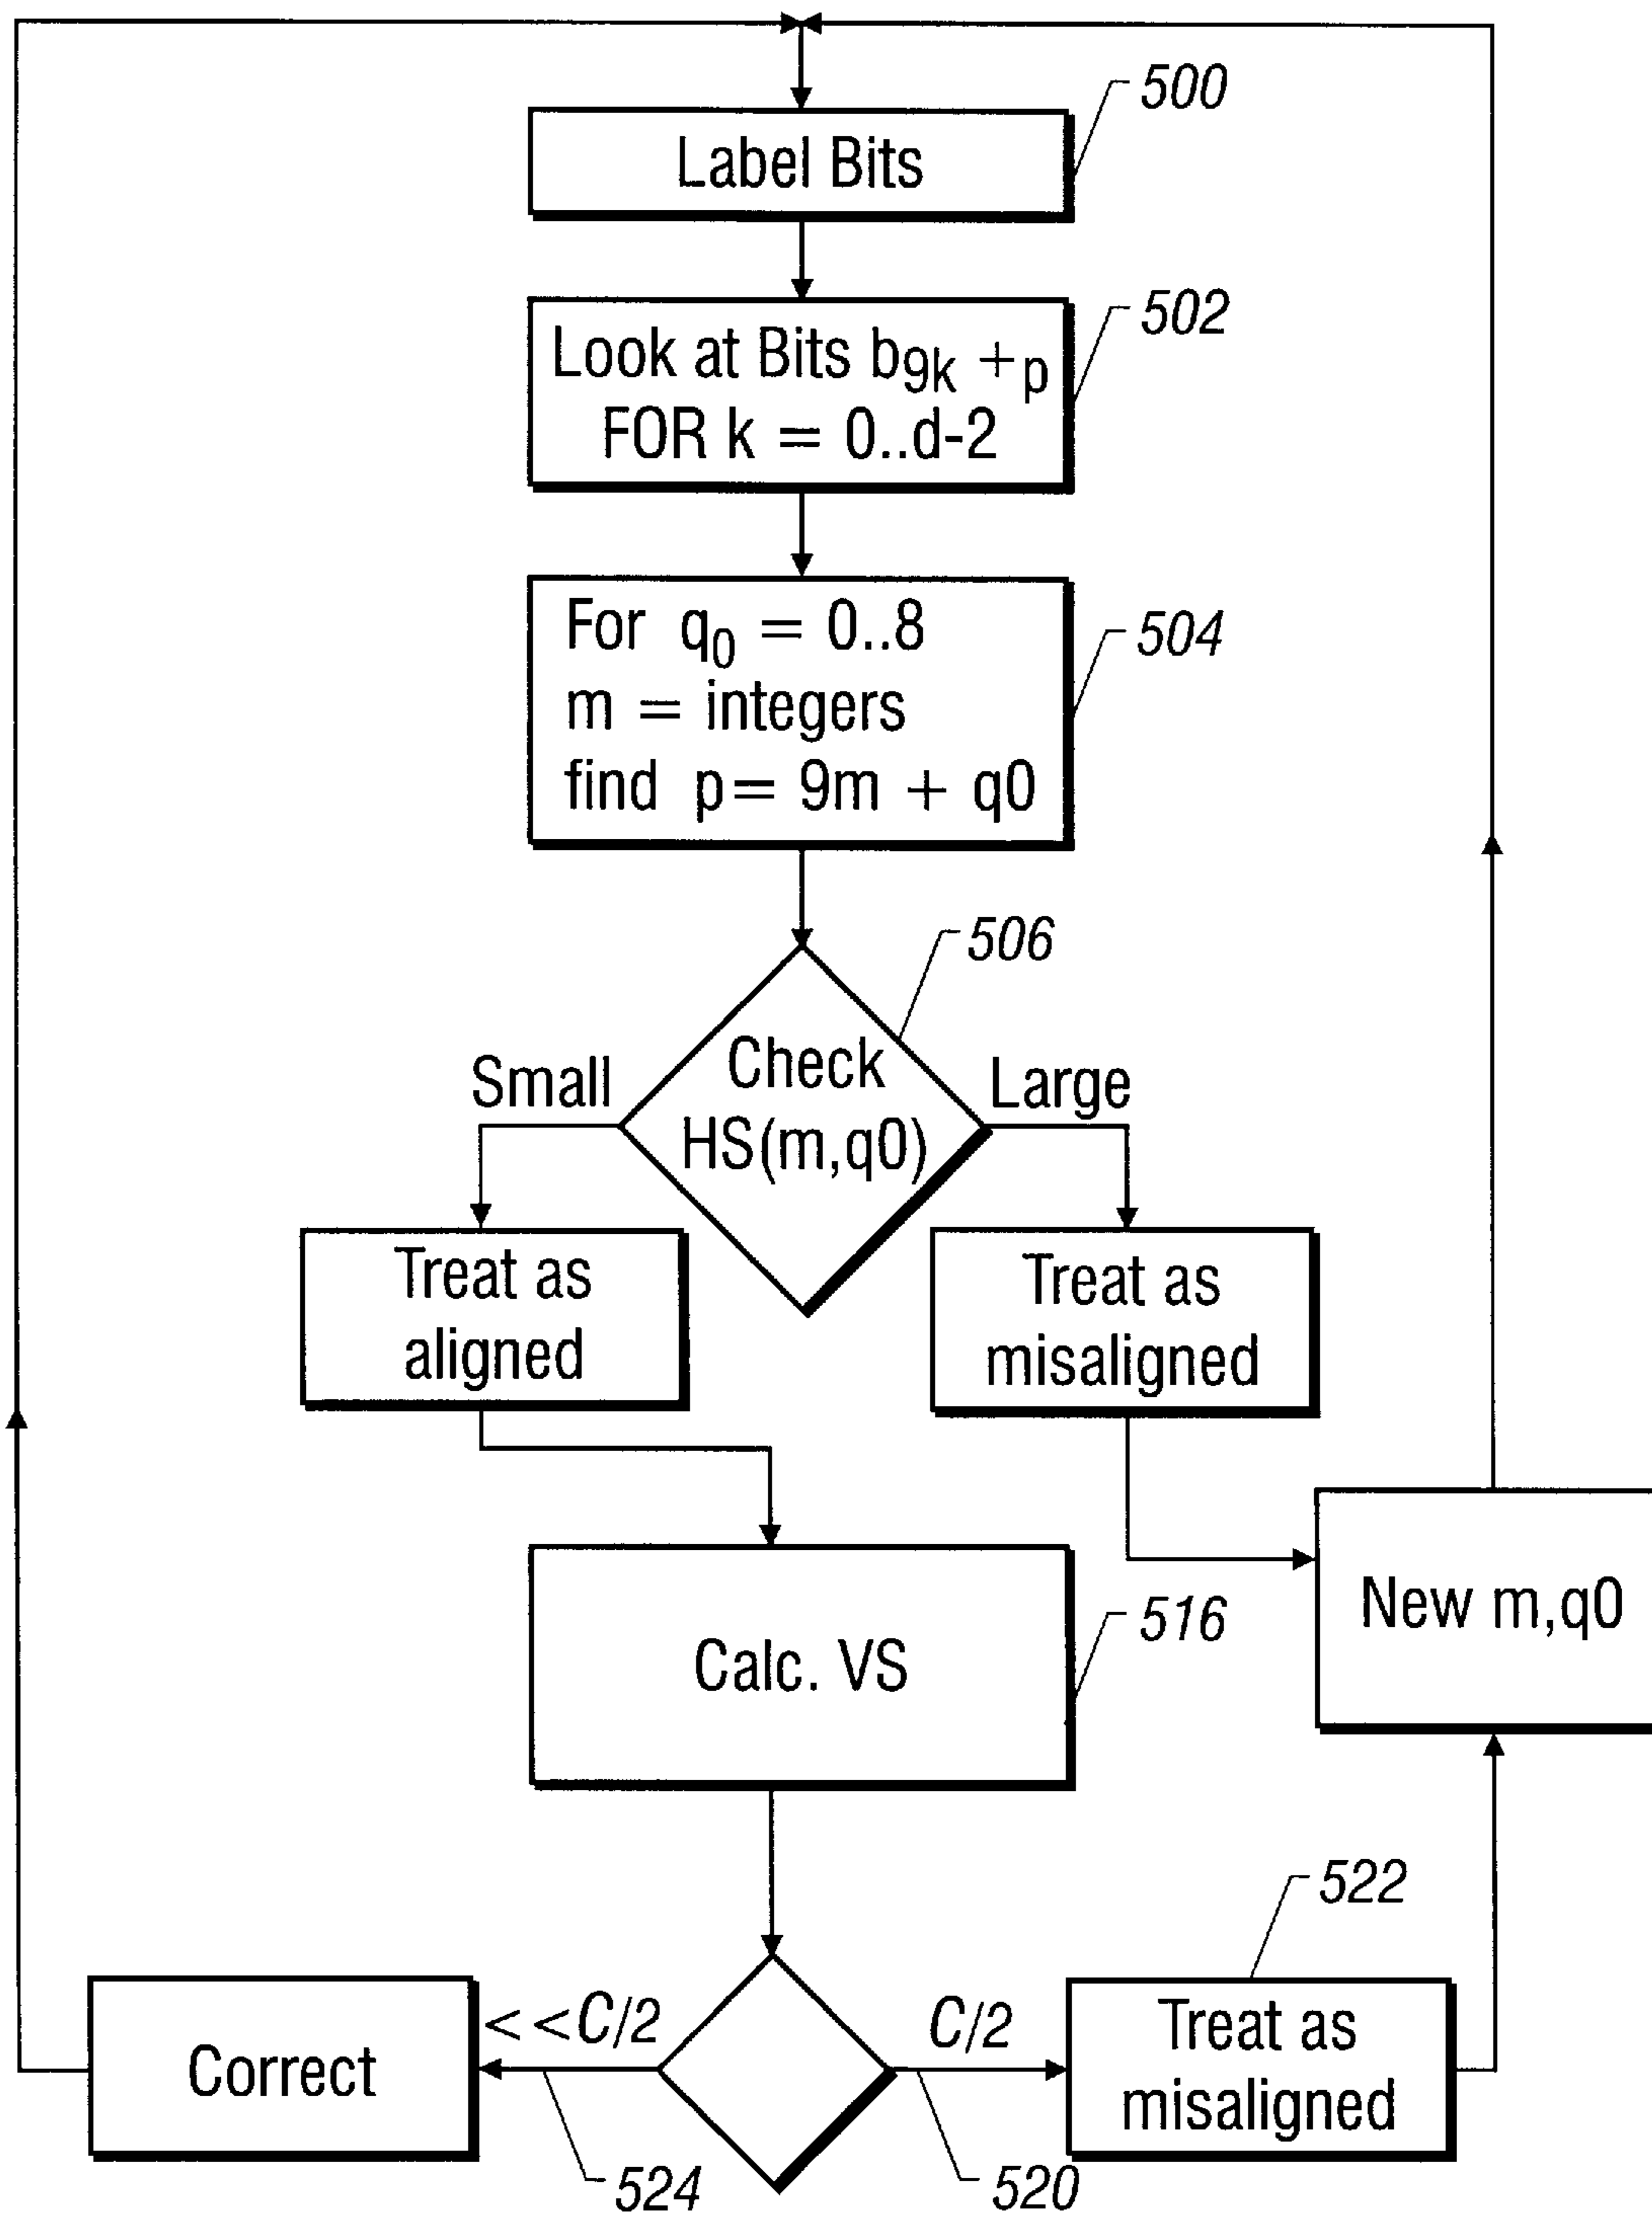 500
Label Bits
502
Look at Bits b9k +p
FOR k = 0..d-2
504
For q0 = 0..8
m = integers
find p= 9m + q0
506
Check
HS(m,q0)
Small
Large
Treat as
aligned
Treat as
misaligned
516
Calc. VS
New m,q0
522
<<C/2
C/2
Correct
Treat as
misaligned
524
520